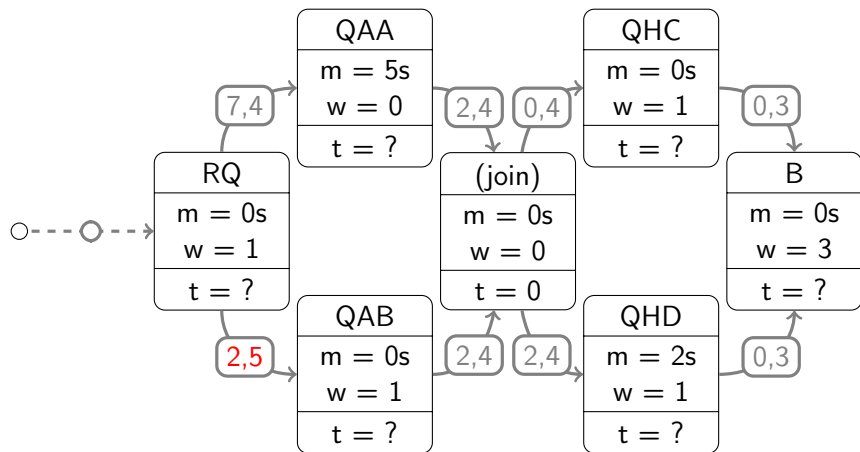 QAA
m = 5s
w = 0
t = ?
QHC
m = 0s
w = 1
t = ?
7,4
2,4
0,4
0,3
RQ
m = 0s
w = 1
t = ?
(join)
m = 0s
w = 0
t = 0
B
m = 0s
w = 3
t = ?
QAB
m = 0s
w = 1
t = ?
QHD
m = 2s
w = 1
t = ?
2,5
2,4
2,4
0,3